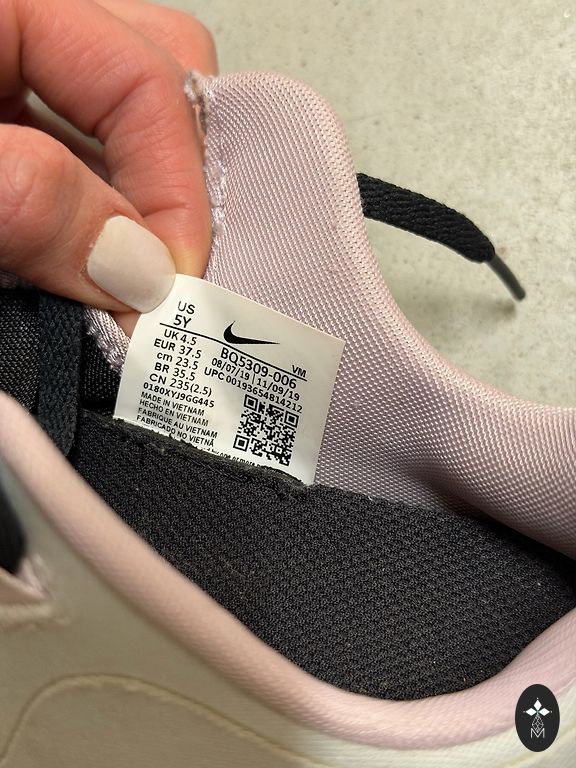 US
5Y
UK 4.5
EUR 37.5
cm 23.5
BR 35.5
CN 235(2.5)
BQ5309-006
VM
08/07/19 | 11/09/19
UPC 00193654814212
0180XYJ9GG445
MADE IN VIETNAM
HECHO EN VIETNAM
FABRIQUE AU VIETNAM
FABRICADO NO VIETNÃ
M